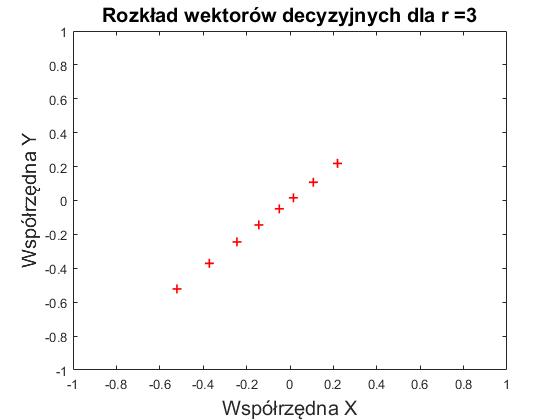 Rozkład wektorów decyzyjnych dla r =3
1
0.8
0.6
0.4
0.2
0
-0.2
-0.4
-0.6
-0.8
-1
Współrzędna Y
-1 -0.8 -0.6 -0.4 -0.2 0 0.2 0.4 0.6 0.8 1
Współrzędna X